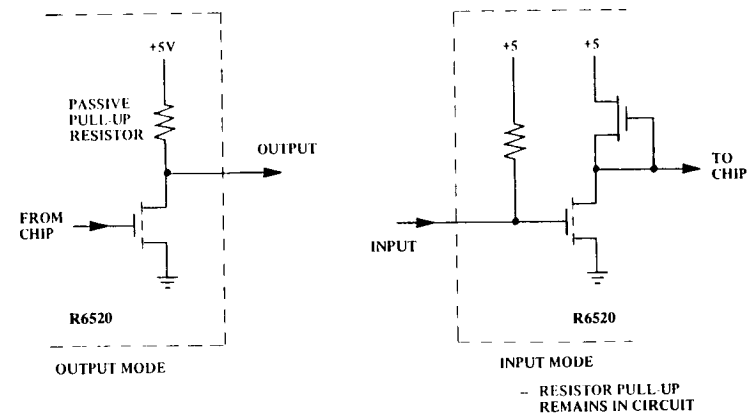 +5V
PASSIVE
PULL-UP
RESISTOR
OUTPUT
FROM
CHIP
R6520
OUTPUT MODE
+5
+5
TO
CHIP
INPUT
R6520
INPUT MODE
– RESISTOR PULL-UP
REMAINS IN CIRCUIT